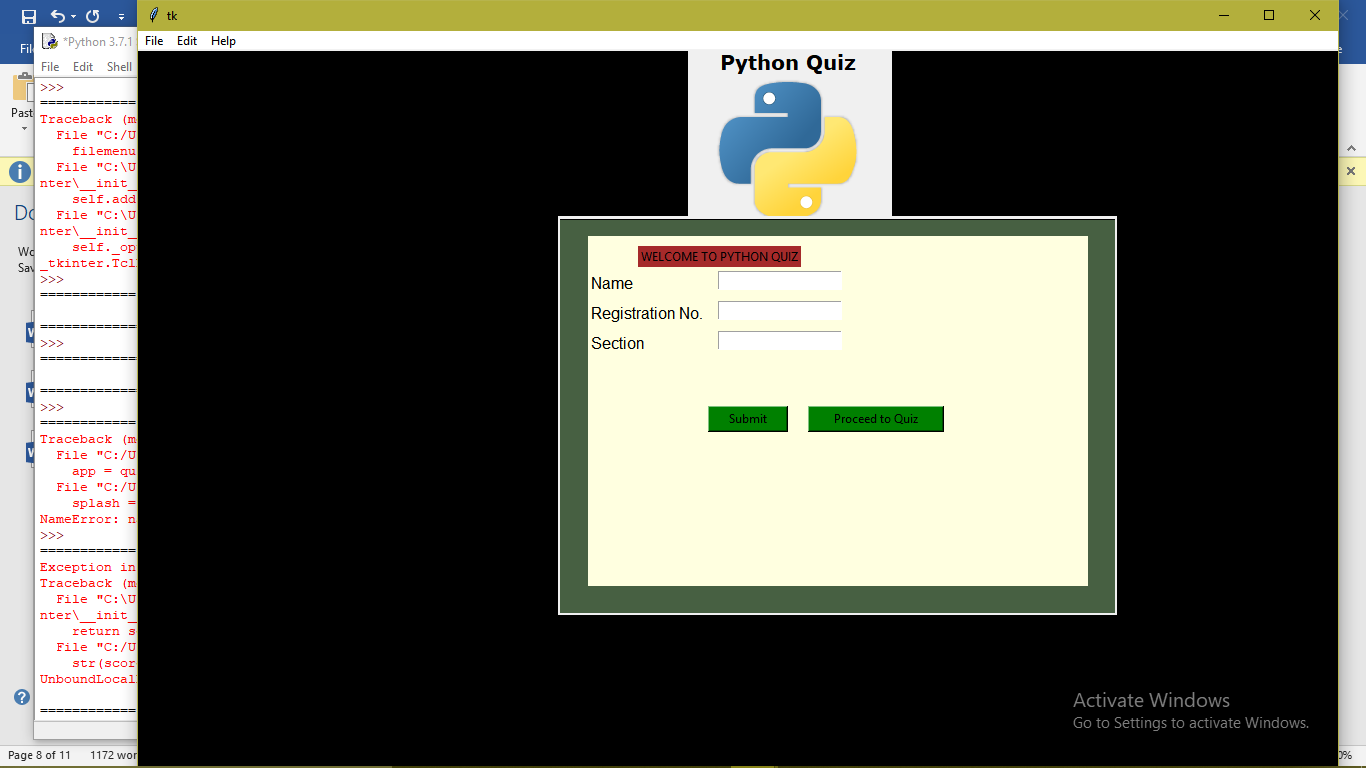 tk
File Edit Help
Python Quiz
WELCOME TO PYTHON QUIZ
Name
Registration No.
Section
Submit Proceed to Quiz
Activate Windows
Go to Settings to activate Windows.
*Python 3.7.1
File Edit Shell
>>>
=============
Traceback (m
File "C:/U
filemenu
File "C:\U
nter\__init_
self.add
File "C:\U
nter\__init_
self._op
_tkinter.Tcl
>>>
=============
=============
>>>
=============
=============
>>>
=============
Traceback (m
File "C:/U
app = qu
File "C:/U
splash =
NameError: n
>>>
=============
Exception in
Traceback (m
File "C:\U
nter\__init_
return s
File "C:/U
str(scor
UnboundLocal
=============
Fil
Past
Do
Wo
Sav
Page 8 of 11 1172 wor
0%